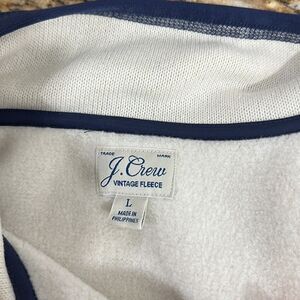 TRADE MARK
J.Crew
VINTAGE FLEECE
L
MADE IN
PHILIPPINES